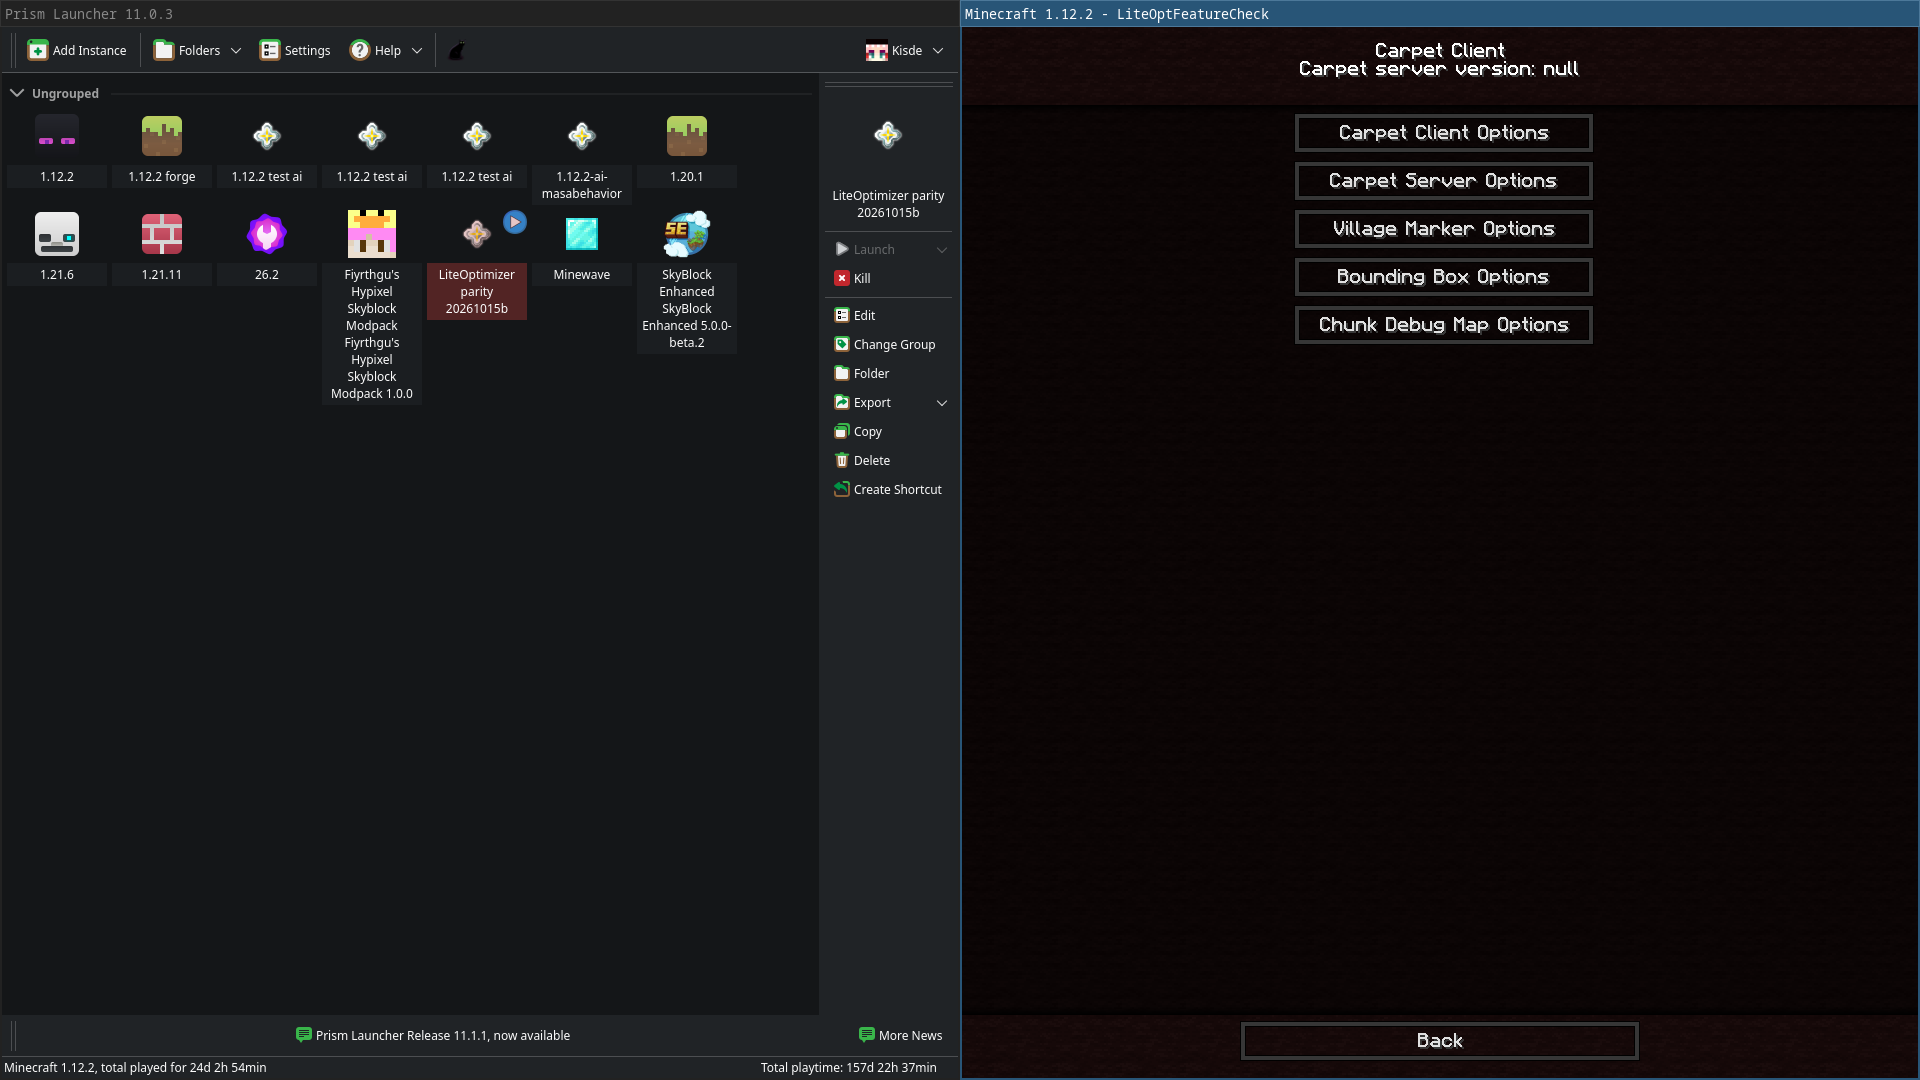 Prism Launcher 11.0.3
Add Instance
Folders
Settings
Help
Kisde
Ungrouped
1.12.2
1.12.2 forge
1.12.2 test ai
1.12.2 test ai
1.12.2 test ai
1.12.2-ai-
masabehavior
1.20.1
1.21.6
1.21.11
26.2
Fiyrthgu's
Hypixel
Skyblock
Modpack
Fiyrthgu's
Hypixel
Skyblock
Modpack 1.0.0
LiteOptimizer
parity
20261015b
Minewave
SE
SkyBlock
Enhanced
SkyBlock
Enhanced 5.0.0-
beta.2
LiteOptimizer parity
20261015b
Launch
Kill
Edit
Change Group
Folder
Export
Copy
Delete
Create Shortcut
Prism Launcher Release 11.1.1, now available
More News
Minecraft 1.12.2, total played for 24d 2h 54min
Total playtime: 157d 22h 37min
Minecraft 1.12.2 - LiteOptFeatureCheck
Carpet Client
Carpet server version: null
Carpet Client Options
Carpet Server Options
Village Marker Options
Bounding Box Options
Chunk Debug Map Options
Back